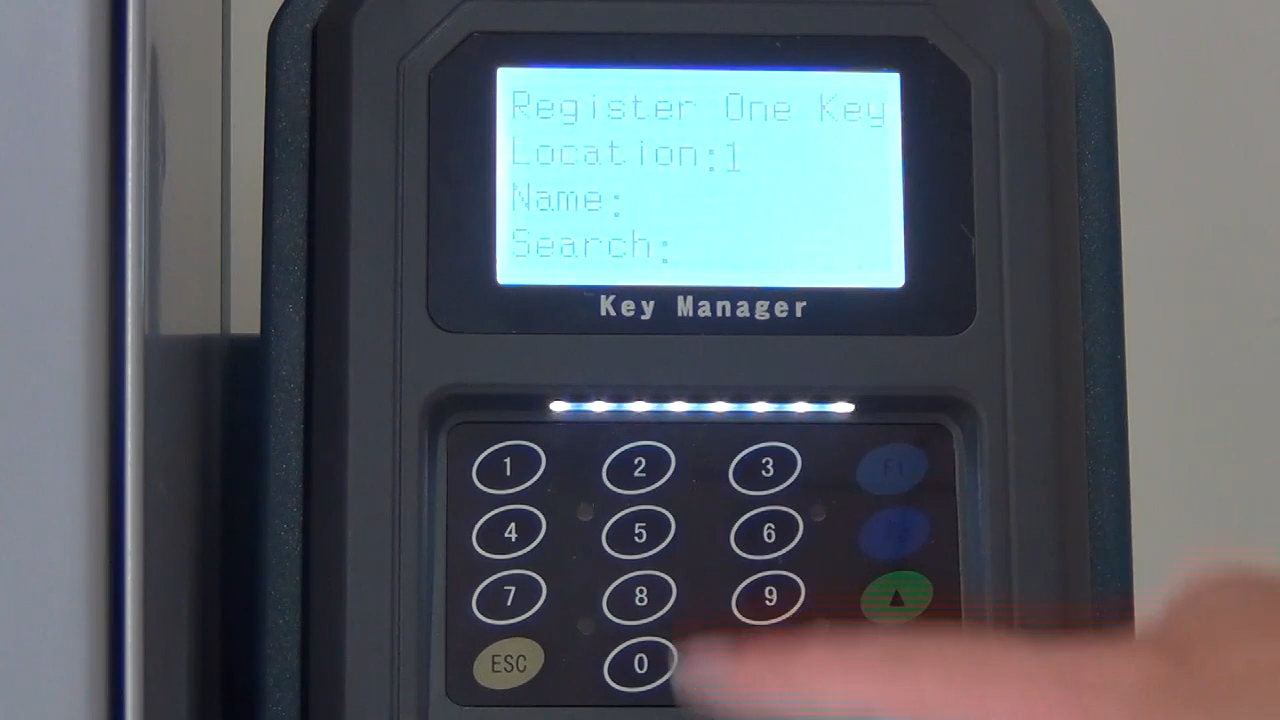 Register One Key
Location:1
Name:
Search:
Key Manager
1 2 3 F1
4 5 6
7 8 9 ▲
ESC 0